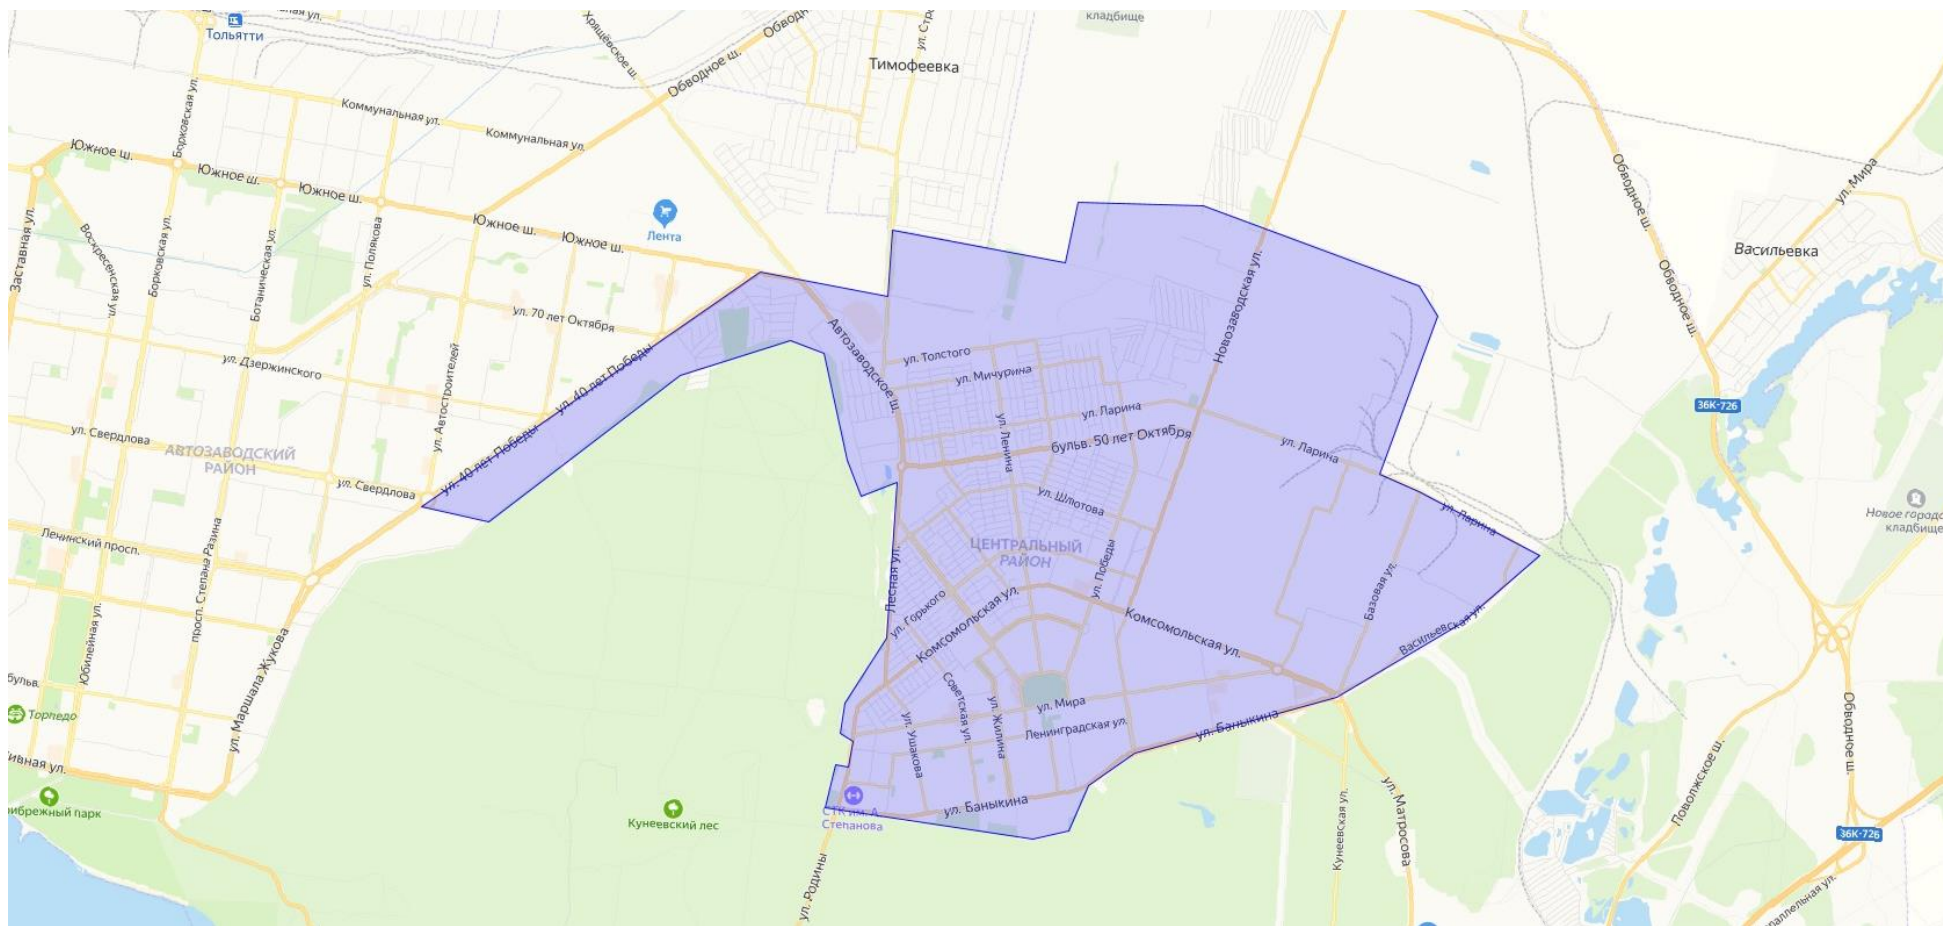 Тольятти
Хрящёвское ш.
Обводное ш.
кладбище
Тимофеевка
Коммунальная ул.
Коммунальная ул.
Борковская ул.
Южное ш.
Южное ш.
Южное ш.
Южное ш.
Южное ш.
Лента
Заставная ул.
Воскресенская ул.
Борковская ул.
Ботаническая ул.
ул. Полякова
ул. 70 лет Октября
ул. Дзержинского
ул. Автостроителей
ул. 40 лет Победы
ул. 40 лет Победы
ул. Свердлова
ул. Свердлова
АВТОЗАВОДСКИЙ
РАЙОН
Ленинский просп.
просп. Степана Разина
Юбилейная ул.
ул. Маршала Жукова
бульв.
Торпедо
Кунеевский лес
Автозаводское ш.
ул. Толстого
ул. Мичурина
ул. Ленина
ул. Ларина
бульв. 50 лет Октября
Новозаводская ул.
ул. Ларина
ул. Ларина
ул. Шлютова
ЦЕНТРАЛЬНЫЙ
РАЙОН
ул. Победы
Лесная ул.
ул. Горького
Комсомольская ул.
Комсомольская ул.
Базовая ул.
Васильевская ул.
Советская ул.
ул. Жилина
ул. Ушакова
ул. Мира
Ленинградская ул.
ул. Баныкина
ул. Баныкина
СТК им. А.
Степанова
ул. Родины
Кунеевская ул.
ул. Матросова
Обводное ш.
Обводное ш.
ул. Мира
Васильевка
36К-726
кладбище
Обводное ш.
Поволжское ш.
36К-726